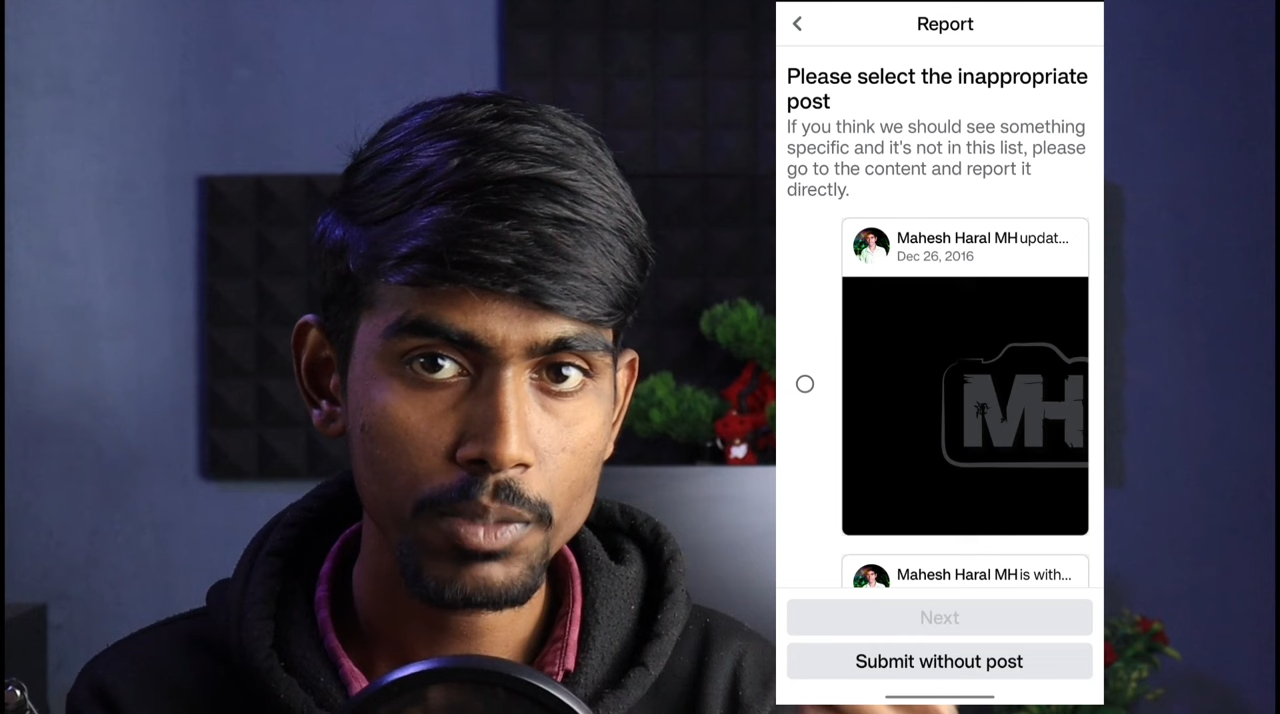 Report
Please select the inappropriate
post
If you think we should see something
specific and it's not in this list, please
go to the content and report it
directly.
Mahesh Haral MH updat...
Dec 26, 2016
MH
Mahesh Haral MH is with...
Next
Submit without post